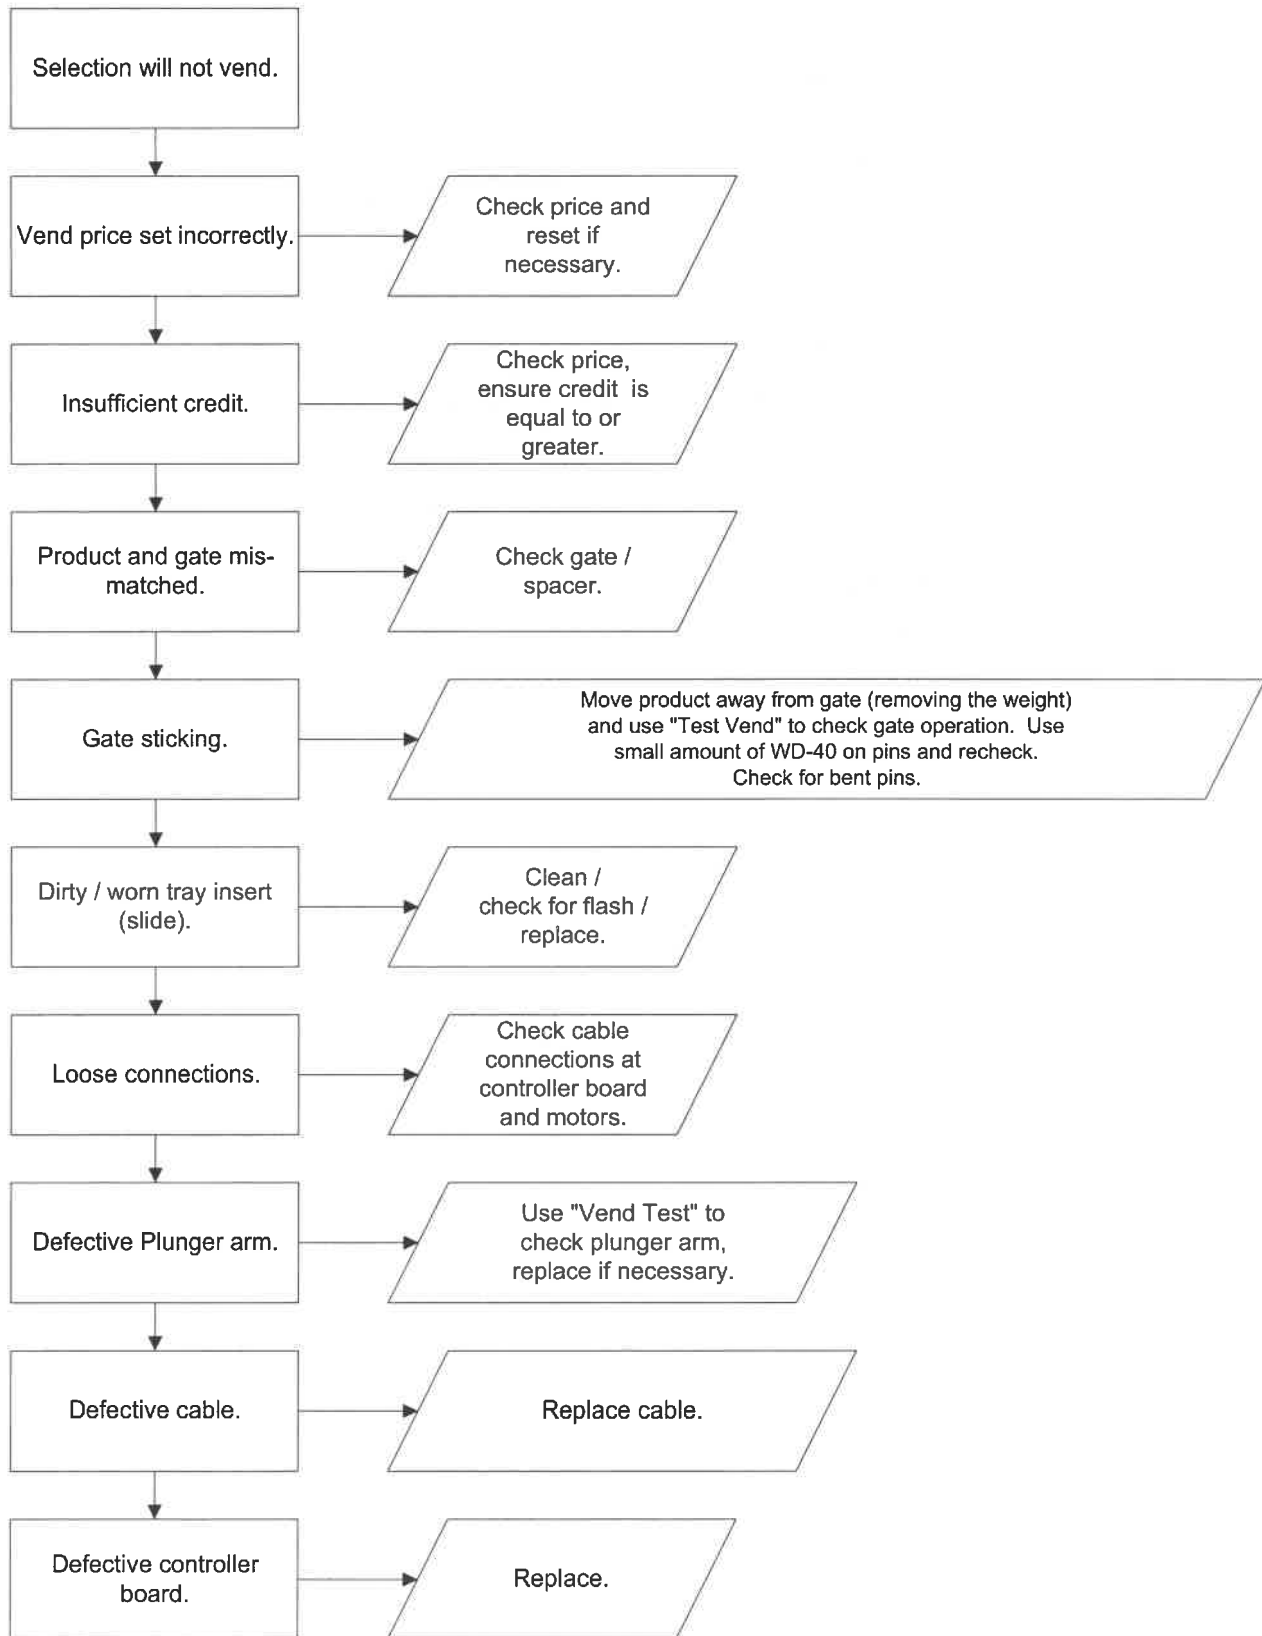 Selection will not vend.
Vend price set incorrectly.
Check price and
reset if
necessary.
Insufficient credit.
Check price,
ensure credit is
equal to or
greater.
Product and gate mis-
matched.
Check gate /
spacer.
Gate sticking.
Move product away from gate (removing the weight)
and use "Test Vend" to check gate operation. Use
small amount of WD-40 on pins and recheck.
Check for bent pins.
Dirty / worn tray insert
(slide).
Clean /
check for flash /
replace.
Loose connections.
Check cable
connections at
controller board
and motors.
Defective Plunger arm.
Use "Vend Test" to
check plunger arm,
replace if necessary.
Defective cable.
Replace cable.
Defective controller
board.
Replace.